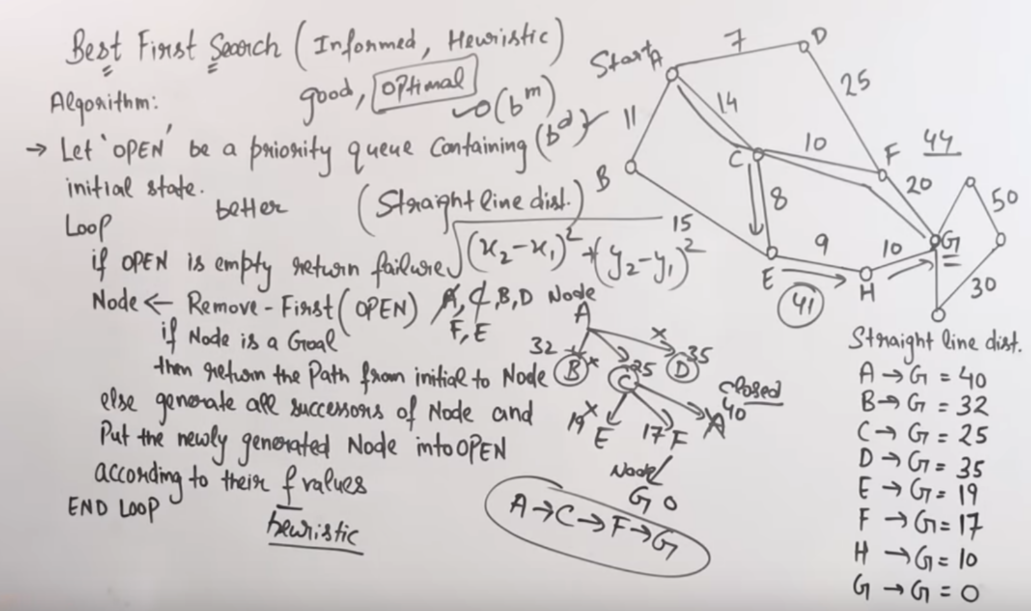 Best First Search (Informed, Heuristic)
good, optimal O(b^m)
(b^d)
Algorithm:
→ Let 'OPEN' be a priority queue Containing
initial state.
better (Straight line dist.)
Loop
√(x₂-x₁)²+(y₂-y₁)²
if OPEN is empty return failure
Node ← Remove-First(OPEN) A, C, B, D Node
F, E
if Node is a Goal
then return the Path from initial to Node
else generate all successors of Node and
Put the newly generated Node into OPEN
according to their f values
END LOOP
heuristic
A
32 B × C 25 × D 35
closed
19 × E 17 F A 40
Node
G 0
A→C→F→G
Start A 7 D
11 14 25
B C 10 F 44
8 20 50
15 G
E 9 H 10 30
41
Straight line dist.
A → G = 40
B → G = 32
C → G = 25
D → G = 35
E → G = 19
F → G = 17
H → G = 10
G → G = 0